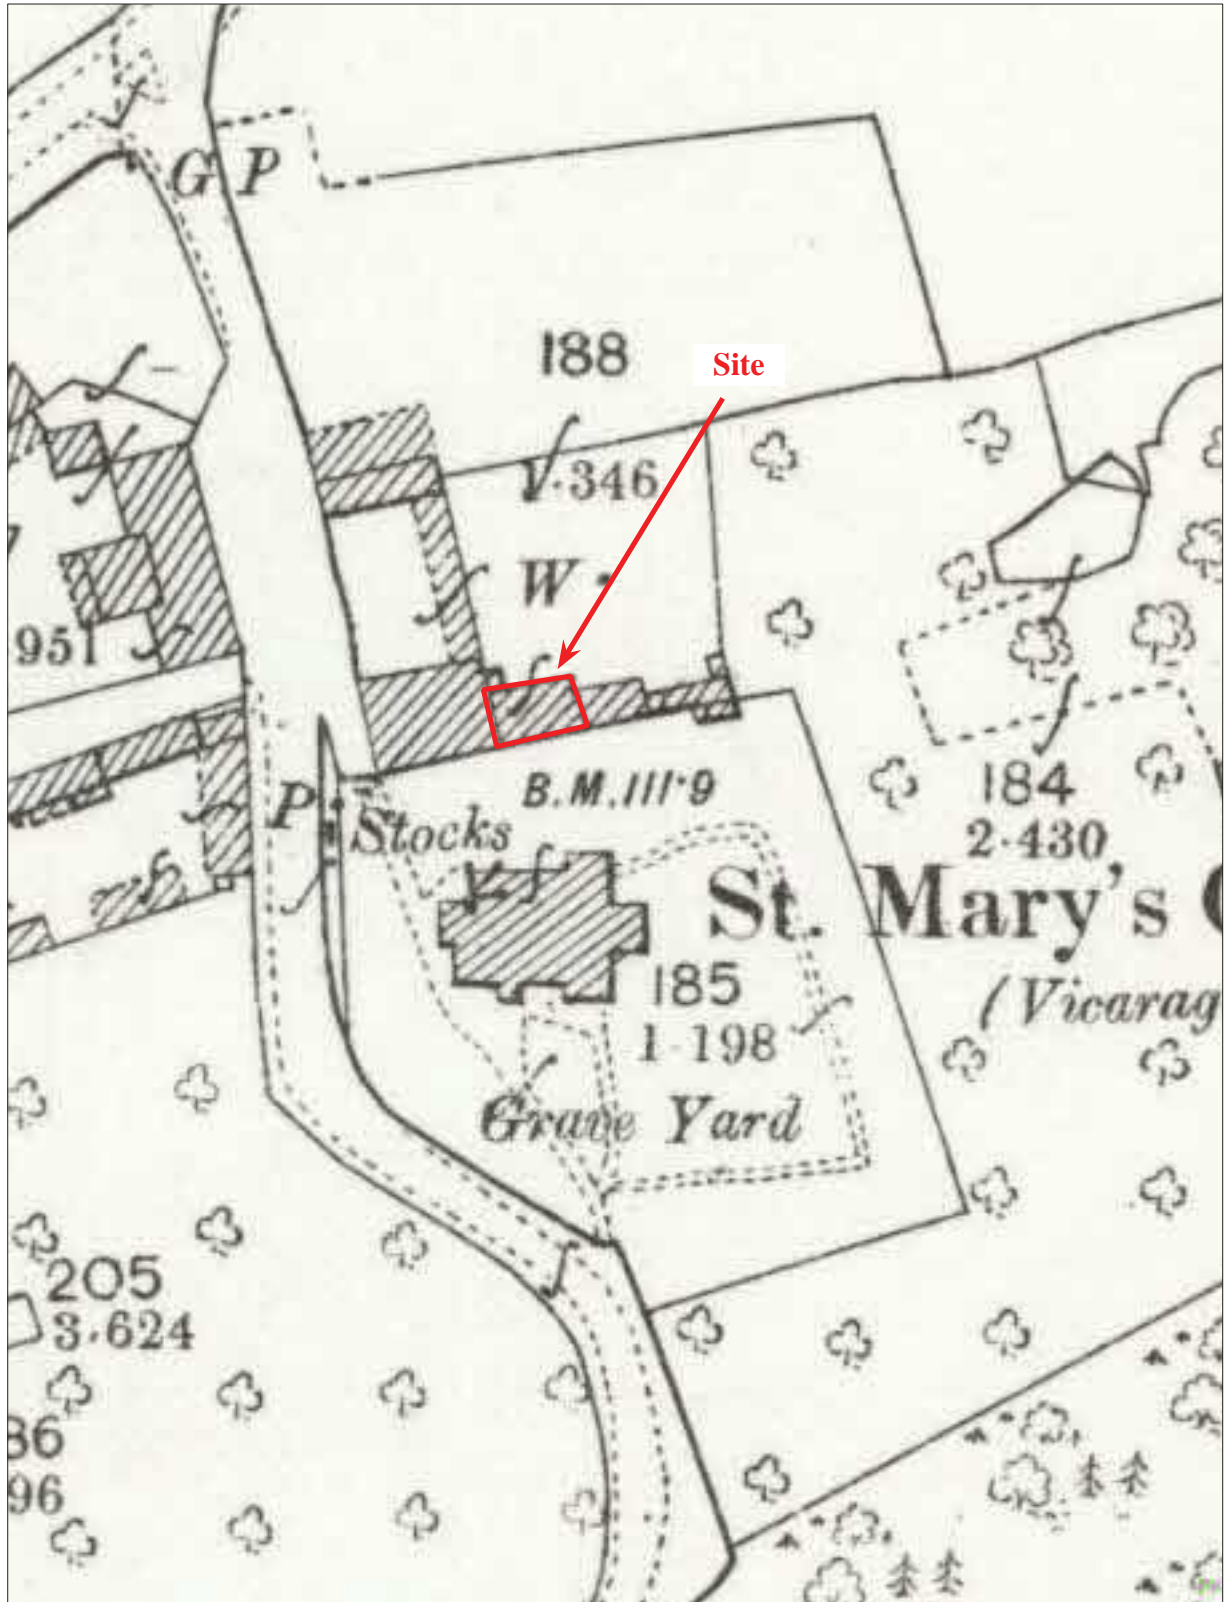 G P
188
Site
·346
W
951
B.M.111·9
P
Stocks
184
2·430
St. Mary's
185
(Vicarag
1·198
Grave Yard
205
3·624
86
96